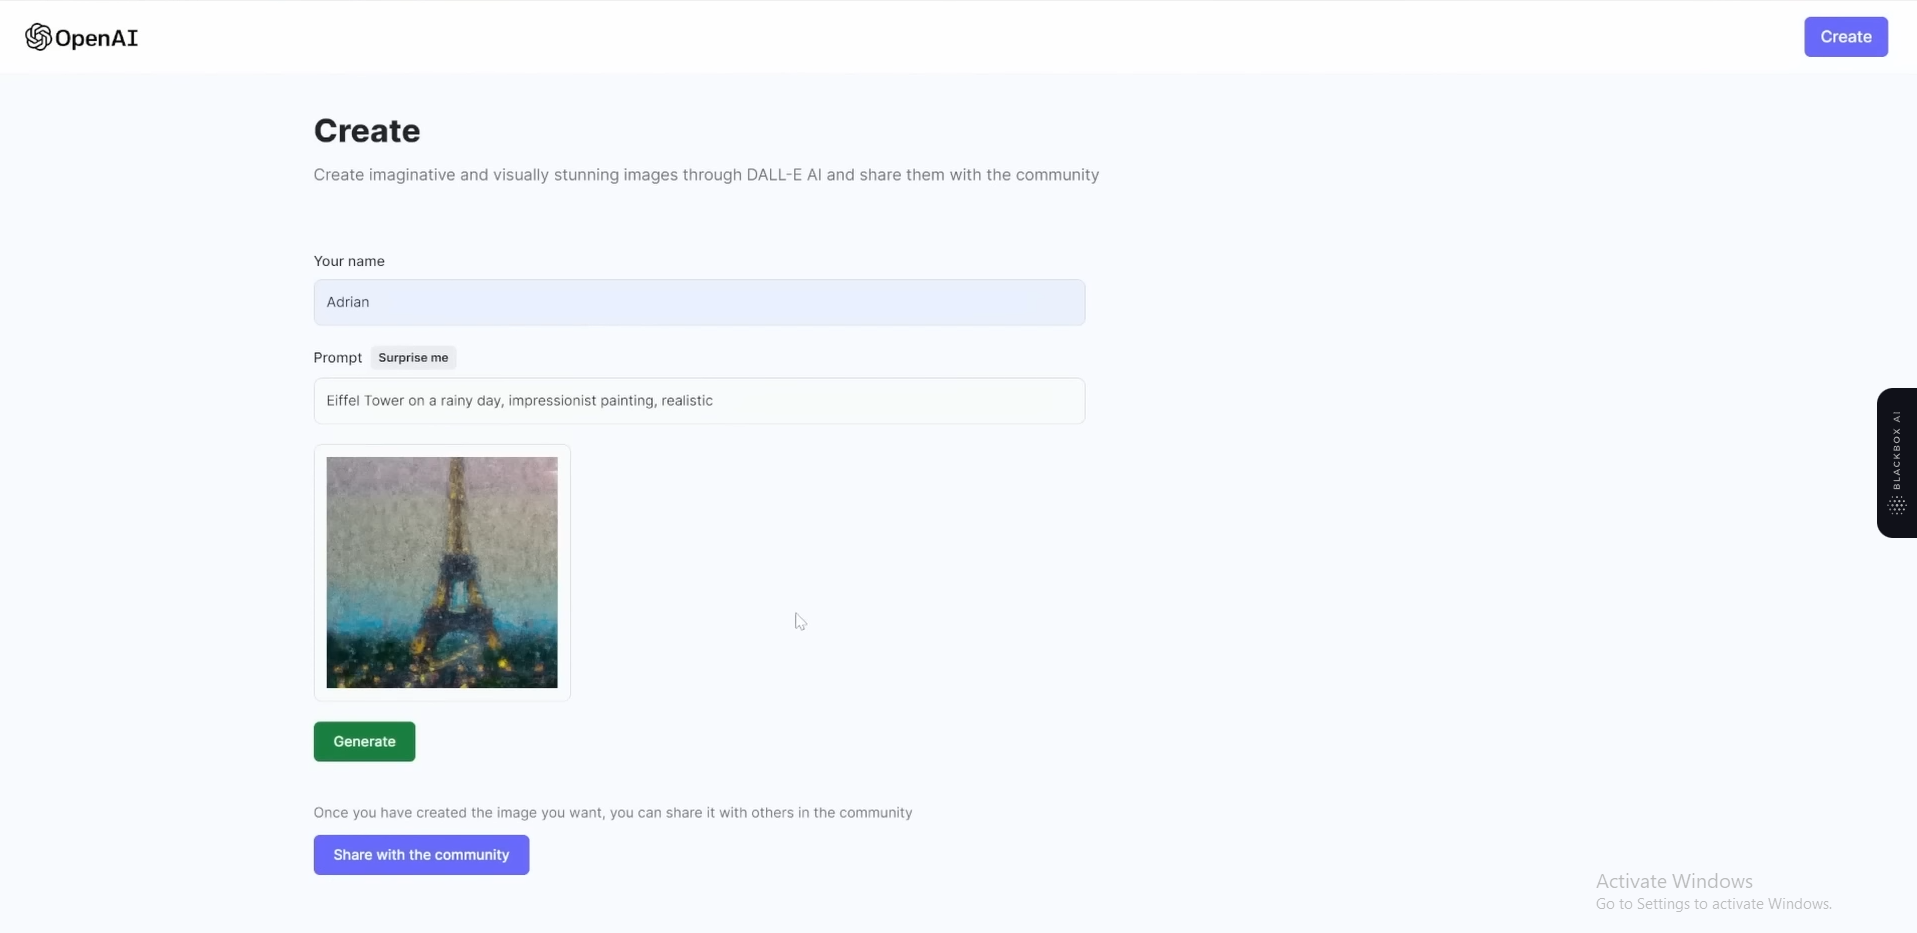 OpenAI
Create
Create
Create imaginative and visually stunning images through DALL-E AI and share them with the community
Your name
Adrian
Prompt Surprise me
Eiffel Tower on a rainy day, impressionist painting, realistic
BLACKBOX AI
Generate
Once you have created the image you want, you can share it with others in the community
Share with the community
Activate Windows
Go to Settings to activate Windows.